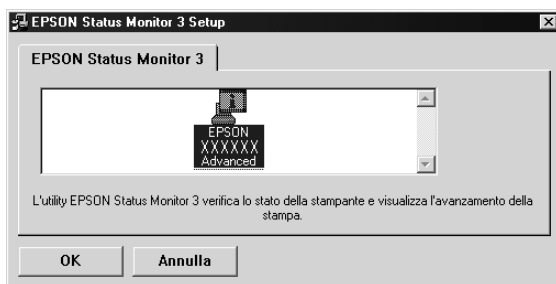 EPSON Status Monitor 3 Setup
EPSON Status Monitor 3
EPSON
XXXXXX
Advanced
L'utility EPSON Status Monitor 3 verifica lo stato della stampante e visualizza l'avanzamento della
stampa.
OK
Annulla